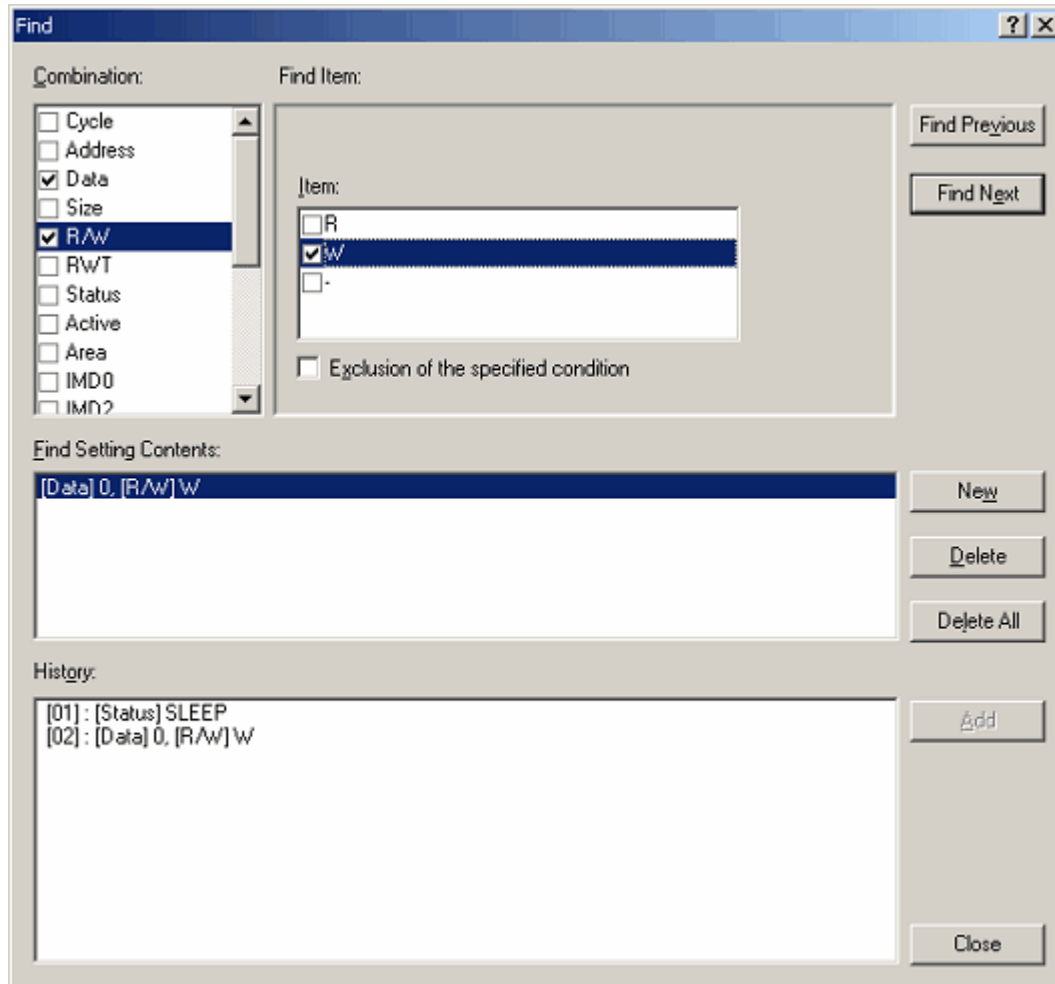 Find
Combination:
Find Item:
Cycle
Address
Data
Size
R/W
RWT
Status
Active
Area
IMD0
IMD2
Item:
R
W
-
Exclusion of the specified condition
Find Previous
Find Next
Find Setting Contents:
[Data] 0, [R/W] W
New
Delete
Delete All
History:
[01] : [Status] SLEEP
[02] : [Data] 0, [R/W] W
Add
Close